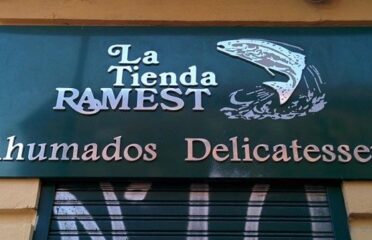 La
Tienda
RAMEST
humados Delicatesse